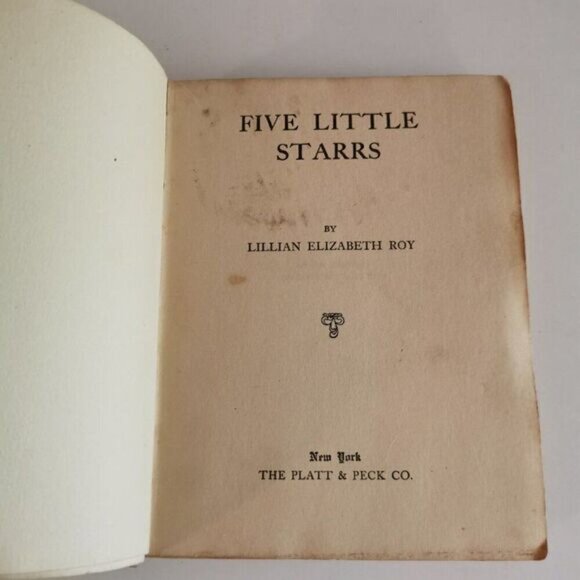 FIVE LITTLE
STARRS
BY
LILLIAN ELIZABETH ROY
New York
THE PLATT & PECK CO.